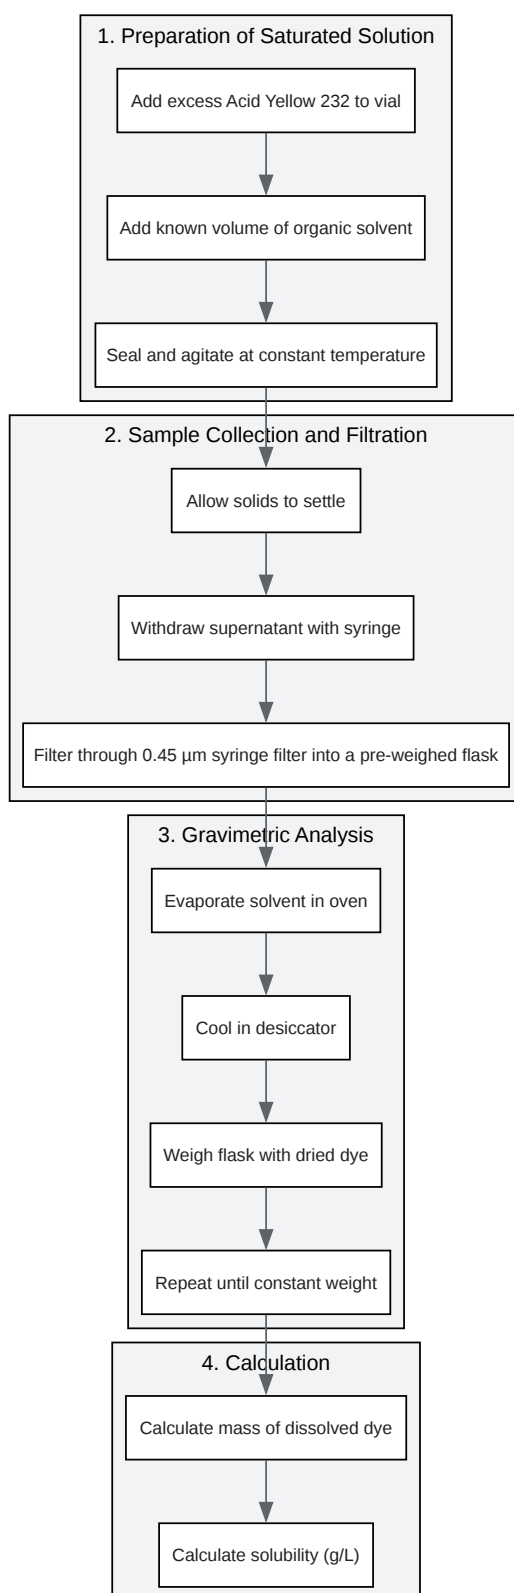 1. Preparation of Saturated Solution
Add excess Acid Yellow 232 to vial
Add known volume of organic solvent
Seal and agitate at constant temperature
2. Sample Collection and Filtration
Allow solids to settle
Withdraw supernatant with syringe
Filter through 0.45 µm syringe filter into a pre-weighed flask
3. Gravimetric Analysis
Evaporate solvent in oven
Cool in desiccator
Weigh flask with dried dye
Repeat until constant weight
4. Calculation
Calculate mass of dissolved dye
Calculate solubility (g/L)